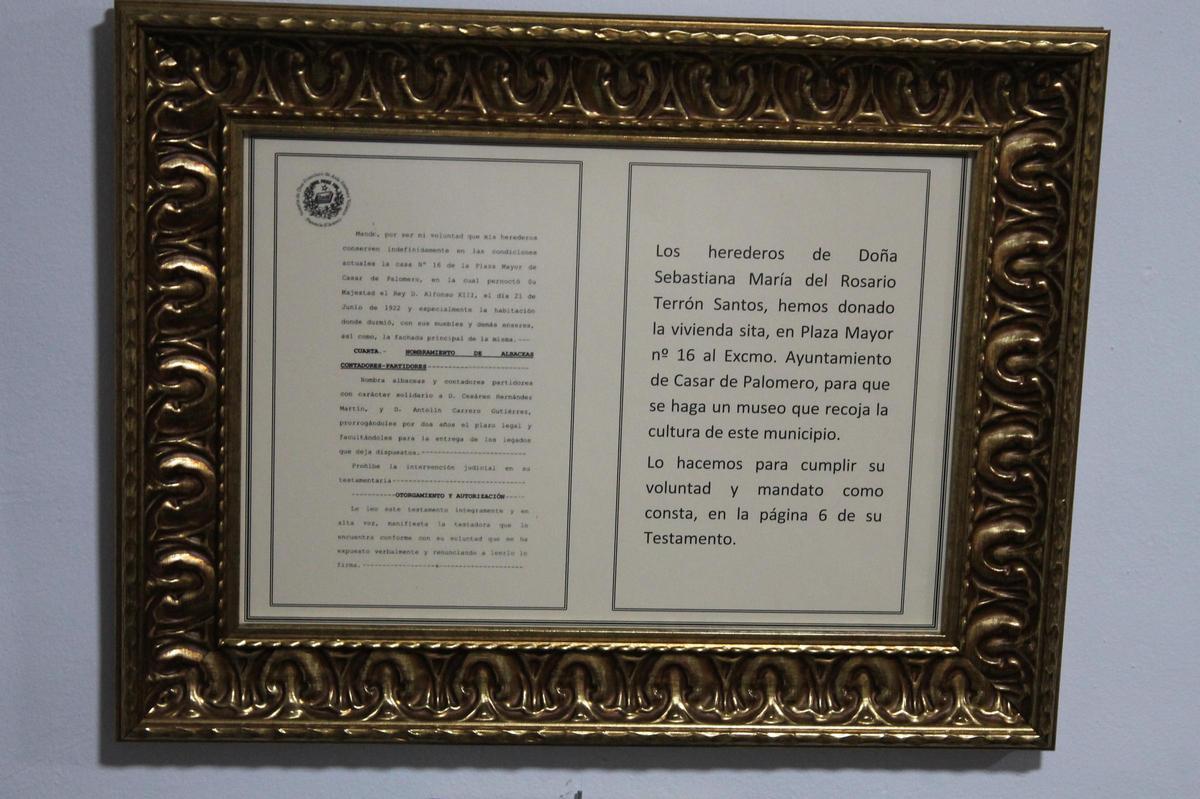 Mando, por ser mi voluntad que mis herederos
conserven indefinidamente en las condiciones
actuales la casa Nº 16 de la Plaza Mayor de
Casar de Palomero, en la cual pernoctó Su
Majestad el Rey D. Alfonso XIII, el día 21 de
Junio de 1922 y especialmente la habitación
donde durmió, con sus muebles y demás enseres,
así como, la fachada principal de la misma.---
CUARTA.- NOMBRAMIENTO DE ALBACEAS
CONTADORES-PARTIDORES--------------------
Nombra albaceas y contadores partidores
con carácter solidario a D. Cesáreo Hernández
Martín, y D. Antolín Carrero Gutiérrez,
prorrogándoles por dos años el plazo legal y
facultándoles para la entrega de los legados
que deja dispuestos.----------------------
Prohibe la intervención judicial en su
testamentaria-----------------------------
-----------OTORGAMIENTO Y AUTORIZACIÓN-----
Le leo este testamento íntegramente y en
alta voz, manifiesta la testadora que lo
encuentra conforme con su voluntad que me ha
expuesto verbalmente y renunciando a leerlo lo
firma.------------------------------------
Los herederos de Doña
Sebastiana María del Rosario
Terrón Santos, hemos donado
la vivienda sita, en Plaza Mayor
nº 16 al Excmo. Ayuntamiento
de Casar de Palomero, para que
se haga un museo que recoja la
cultura de este municipio.
Lo hacemos para cumplir su
voluntad y mandato como
consta, en la página 6 de su
Testamento.